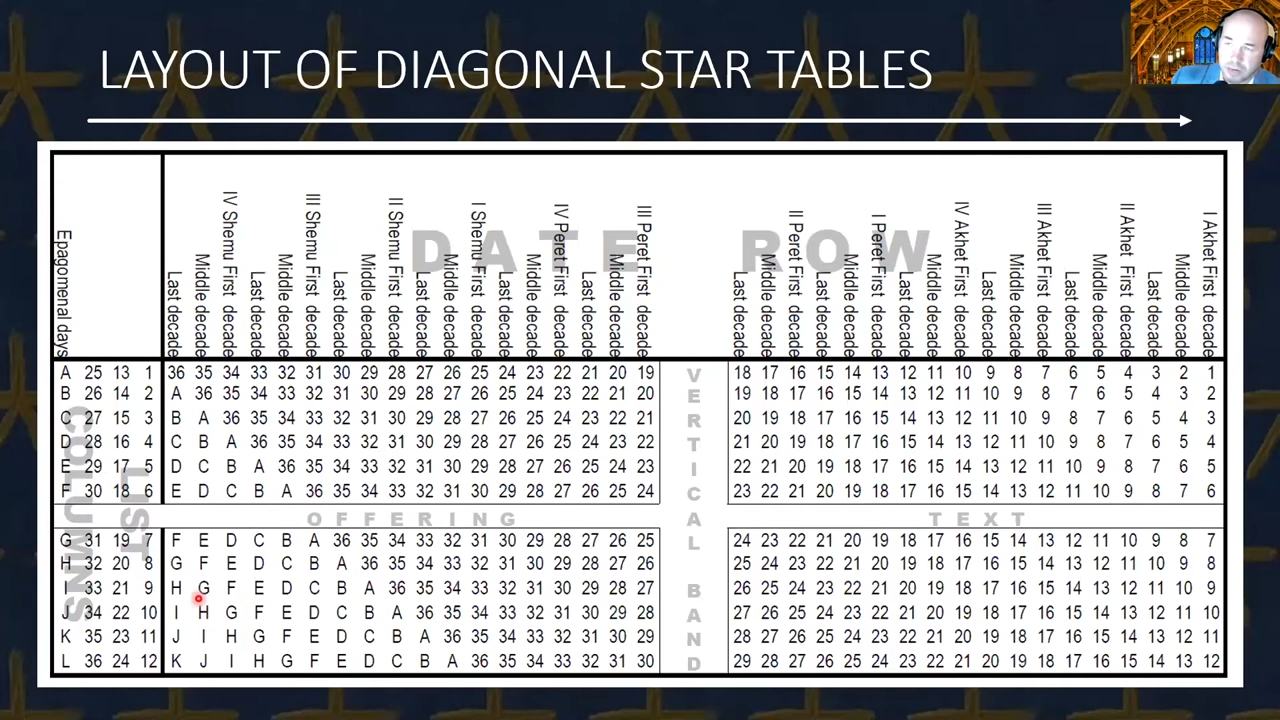 LAYOUT OF DIAGONAL STAR TABLES
DATE ROW
Epagomenal days
Last decade
Middle decade
IV Shemu First decade
Last decade
Middle decade
III Shemu First decade
Last decade
Middle decade
II Shemu First decade
Last decade
Middle decade
I Shemu First decade
Last decade
Middle decade
IV Peret First decade
Last decade
Middle decade
III Peret First decade
Last decade
Middle decade
II Peret First decade
Last decade
Middle decade
I Peret First decade
Last decade
Middle decade
IV Akhet First decade
Last decade
Middle decade
III Akhet First decade
Last decade
Middle decade
II Akhet First decade
Last decade
Middle decade
I Akhet First decade
A 25 13 1 36 35 34 33 32 31 30 29 28 27 26 25 24 23 22 21 20 19 18 17 16 15 14 13 12 11 10 9 8 7 6 5 4 3 2 1
B 26 14 2 A 36 35 34 33 32 31 30 29 28 27 26 25 24 23 22 21 20 19 18 17 16 15 14 13 12 11 10 9 8 7 6 5 4 3 2
C 27 15 3 B A 36 35 34 33 32 31 30 29 28 27 26 25 24 23 22 21 20 19 18 17 16 15 14 13 12 11 10 9 8 7 6 5 4 3
D 28 16 4 C B A 36 35 34 33 32 31 30 29 28 27 26 25 24 23 22 21 20 19 18 17 16 15 14 13 12 11 10 9 8 7 6 5 4
E 29 17 5 D C B A 36 35 34 33 32 31 30 29 28 27 26 25 24 23 22 21 20 19 18 17 16 15 14 13 12 11 10 9 8 7 6 5
F 30 18 6 E D C B A 36 35 34 33 32 31 30 29 28 27 26 25 24 23 22 21 20 19 18 17 16 15 14 13 12 11 10 9 8 7 6
OFFERING TEXT
G 31 19 7 F E D C B A 36 35 34 33 32 31 30 29 28 27 26 25 24 23 22 21 20 19 18 17 16 15 14 13 12 11 10 9 8 7
H 32 20 8 G F E D C B A 36 35 34 33 32 31 30 29 28 27 26 25 24 23 22 21 20 19 18 17 16 15 14 13 12 11 10 9 8
I 33 21 9 H G F E D C B A 36 35 34 33 32 31 30 29 28 27 26 25 24 23 22 21 20 19 18 17 16 15 14 13 12 11 10 9
J 34 22 10 I H G F E D C B A 36 35 34 33 32 31 30 29 28 27 26 25 24 23 22 21 20 19 18 17 16 15 14 13 12 11 10
K 35 23 11 J I H G F E D C B A 36 35 34 33 32 31 30 29 28 27 26 25 24 23 22 21 20 19 18 17 16 15 14 13 12 11
L 36 24 12 K J I H G F E D C B A 36 35 34 33 32 31 30 29 28 27 26 25 24 23 22 21 20 19 18 17 16 15 14 13 12
LIST
COLUMNS
VERTICAL BAND